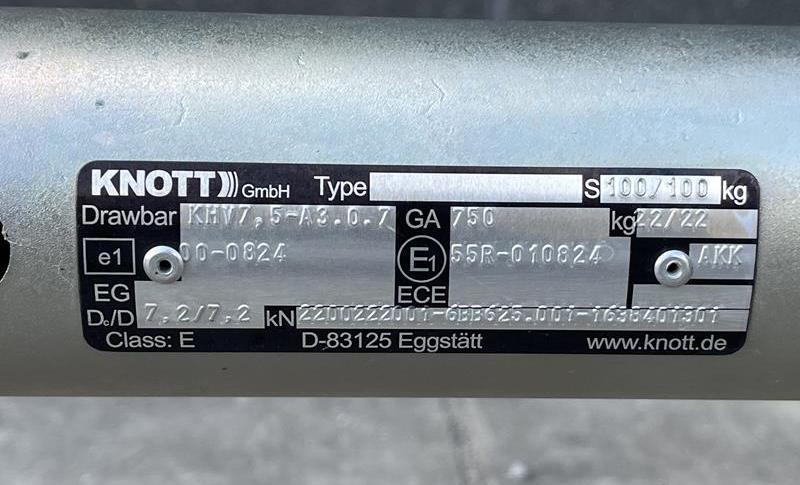 KNOTT GmbH Type S 100/100 kg
Drawbar KHV7,5-A3.0.7 GA 750 kg 22/22
e1 00-0824 E1 55R-010824 AKK
EG ECE
Dc/D 7,2/7,2 kN 2200222001-6BB625.001-1638401901
Class: E D-83125 Eggstätt www.knott.de